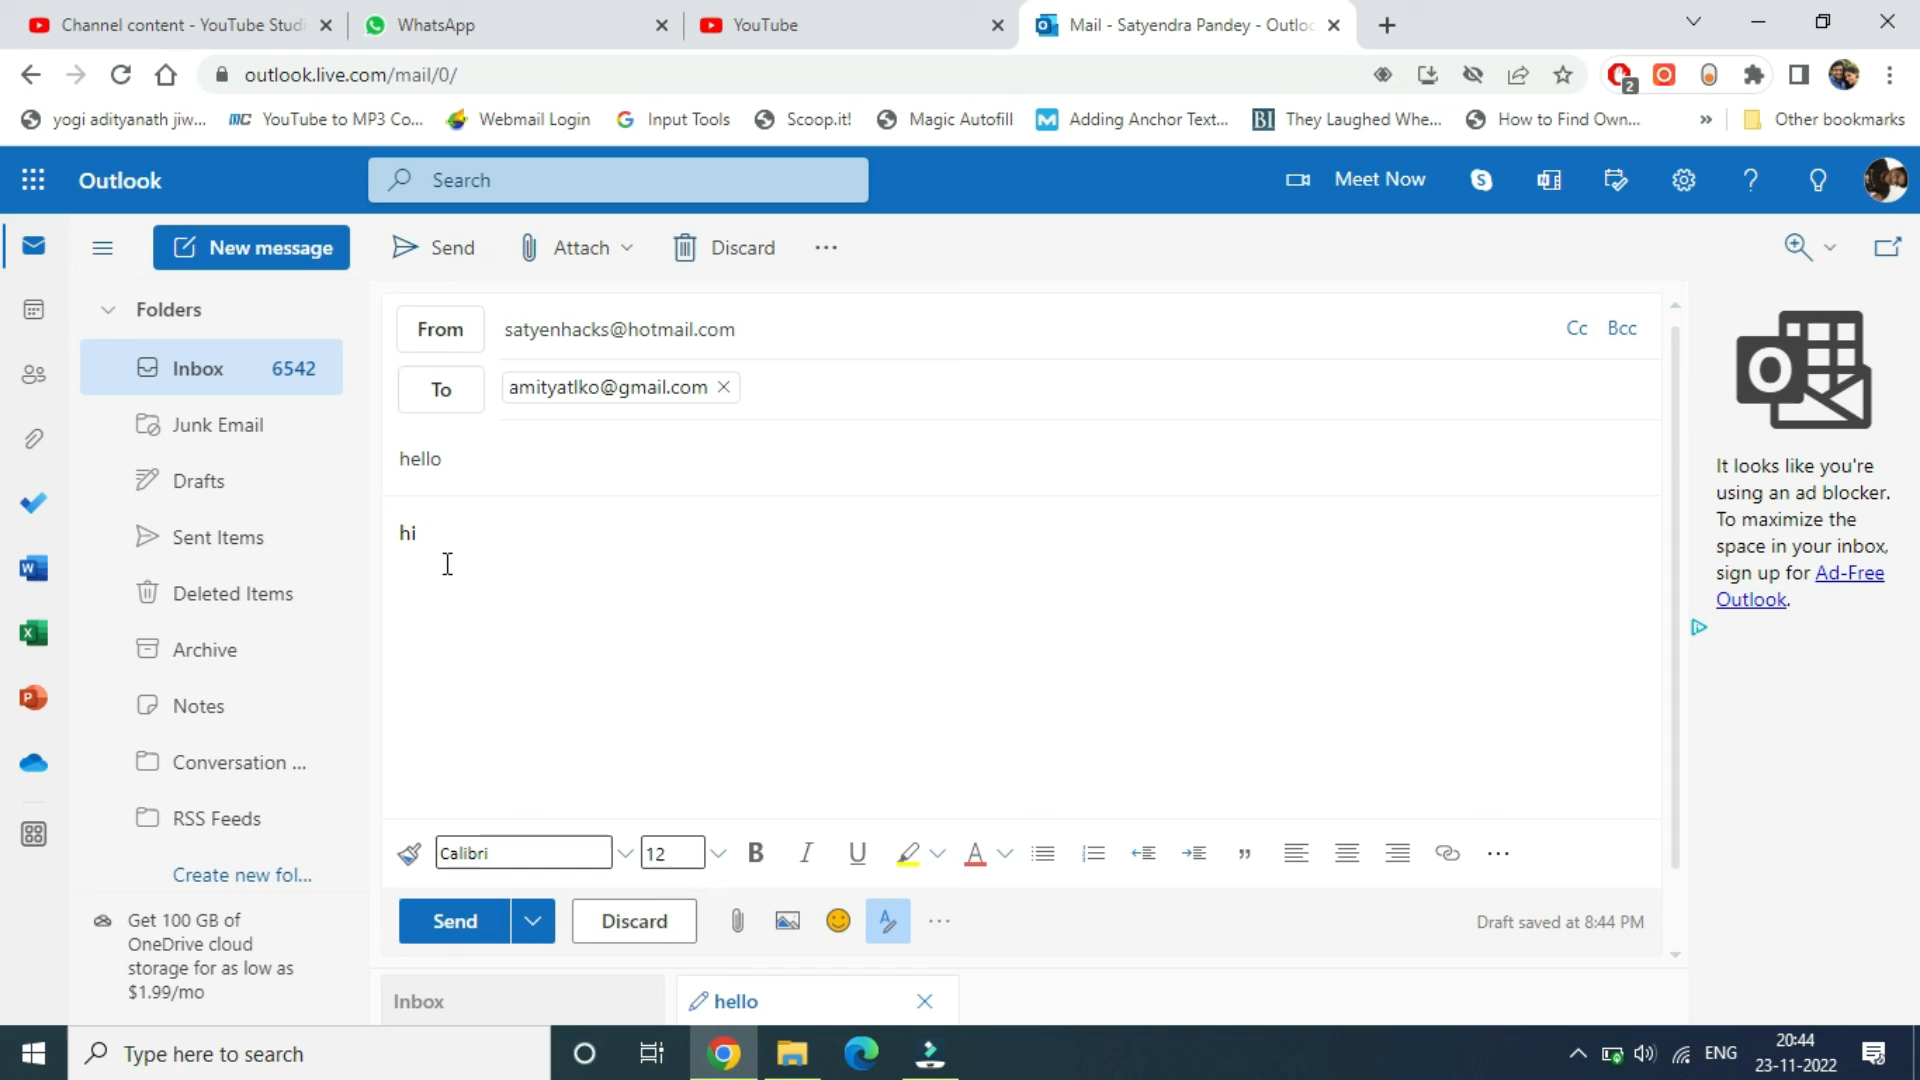 Channel content - YouTube Studi
WhatsApp
YouTube
Mail - Satyendra Pandey - Outloo
outlook.live.com/mail/0/
2
yogi adityanath jiw...
MC YouTube to MP3 Co...
Webmail Login
Input Tools
Scoop.it!
Magic Autofill
Adding Anchor Text...
BI They Laughed Whe...
How to Find Own...
Other bookmarks
Outlook
Search
Meet Now
New message
Send
Attach
Discard
Folders
From
satyenhacks@hotmail.com
Cc
Bcc
Inbox 6542
To
amityatlko@gmail.com
Junk Email
hello
Drafts
It looks like you're
using an ad blocker.
To maximize the
space in your inbox,
sign up for Ad-Free
Outlook.
hi
Sent Items
Deleted Items
Archive
Notes
Conversation ...
RSS Feeds
Create new fol...
Calibri
12
B I U
A
Get 100 GB of
OneDrive cloud
storage for as low as
$1.99/mo
Send
Discard
Draft saved at 8:44 PM
Inbox
hello
Type here to search
ENG
20:44
23-11-2022